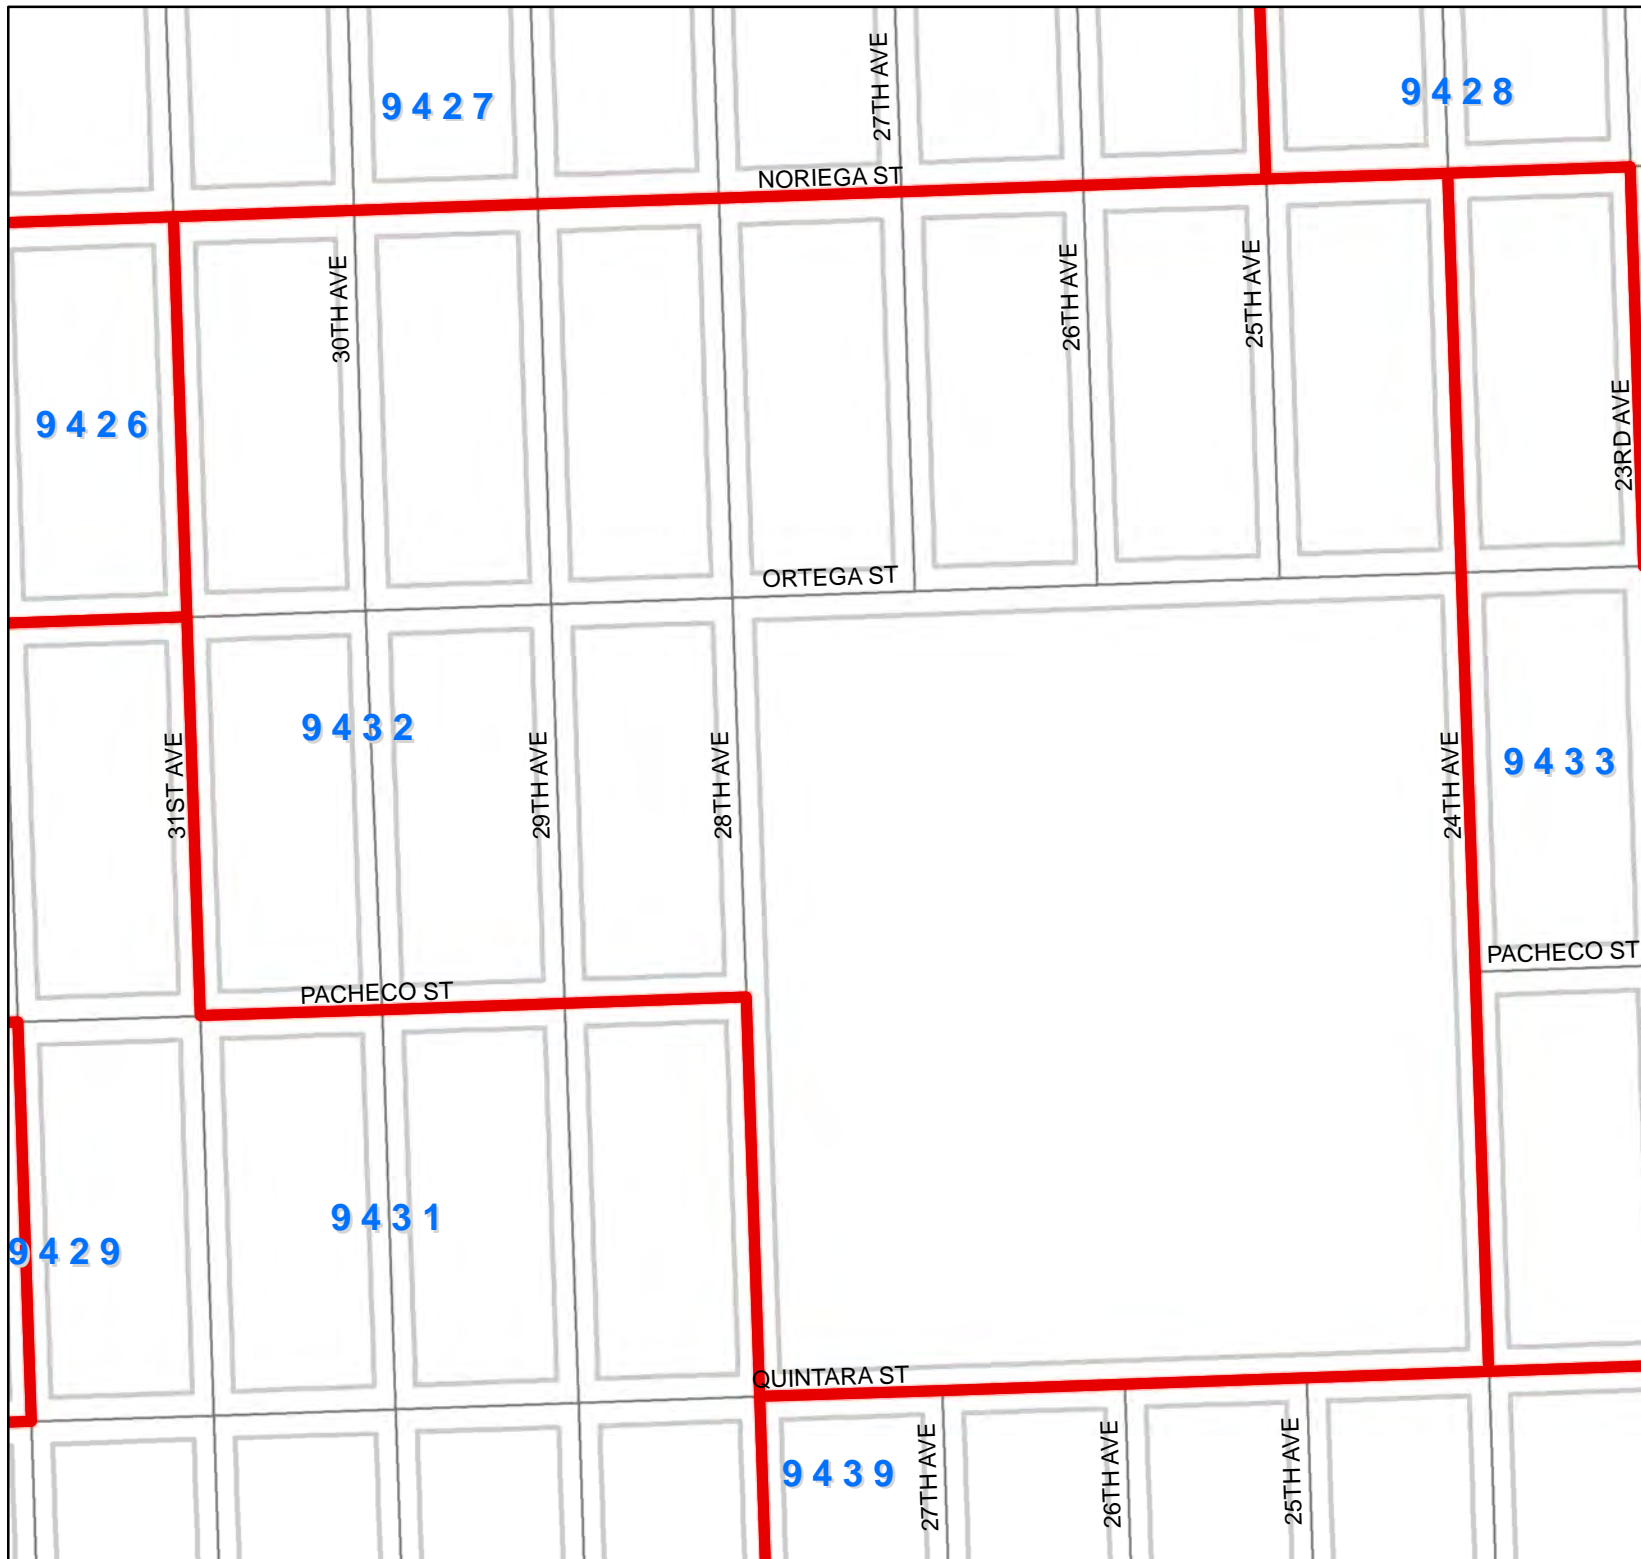 27TH AVE
9428
9427
NORIEGA ST
30TH AVE
26TH AVE
25TH AVE
23RD AVE
9426
ORTEGA ST
9432
31ST AVE
29TH AVE
28TH AVE
24TH AVE
9433
PACHECO ST
PACHECO ST
9431
9429
QUINTARA ST
9439
27TH AVE
26TH AVE
25TH AVE